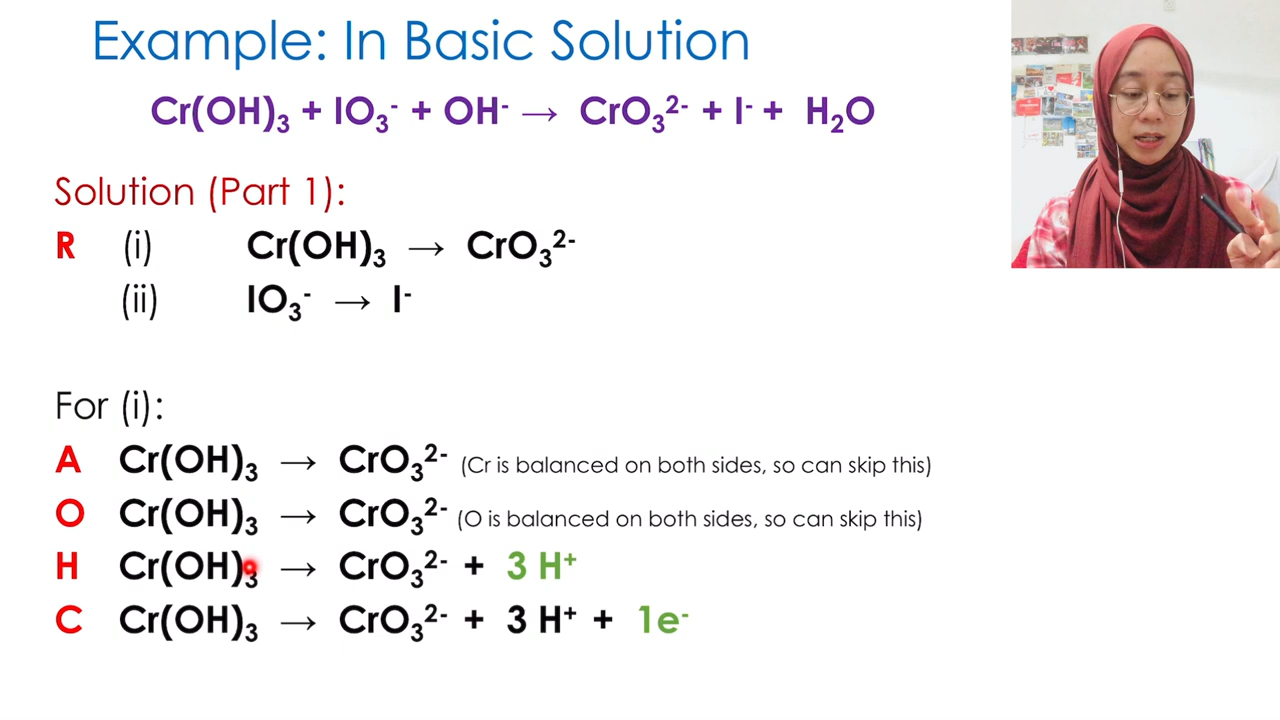 Example: In Basic Solution
Cr(OH)₃ + IO₃⁻ + OH⁻ → CrO₃²⁻ + I⁻ + H₂O
Solution (Part 1):
R (i) Cr(OH)₃ → CrO₃²⁻
(ii) IO₃⁻ → I⁻
For (i):
A Cr(OH)₃ → CrO₃²⁻ (Cr is balanced on both sides, so can skip this)
O Cr(OH)₃ → CrO₃²⁻ (O is balanced on both sides, so can skip this)
H Cr(OH)₃ → CrO₃²⁻ + 3 H⁺
C Cr(OH)₃ → CrO₃²⁻ + 3 H⁺ + 1e⁻